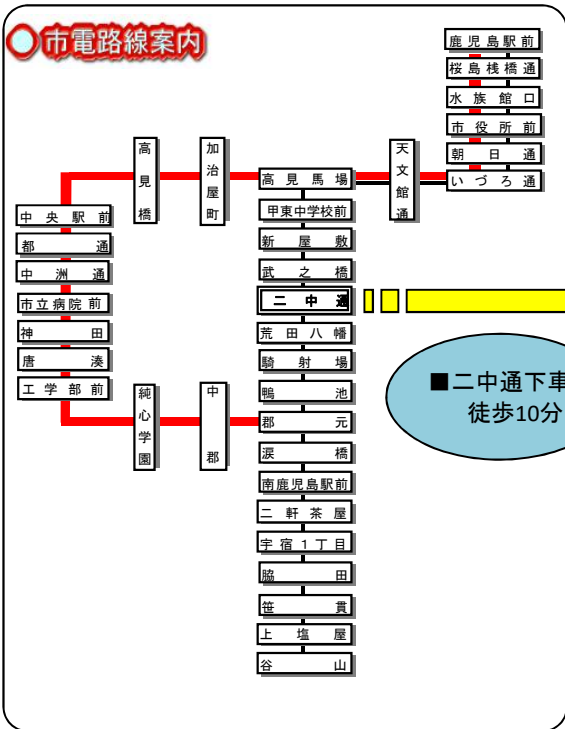 市電路線案内
鹿児島駅前
桜島桟橋通
水族館口
市役所前
朝日通
いづろ通
天文館通
高見馬場
加治屋町
高見橋
中央駅前
都通
中洲通
市立病院前
神田
唐湊
工学部前
純心学園
中郡
甲東中学校前
新屋敷
武之橋
二中通
荒田八幡
騎射場
鴨池
郡元
涙橋
南鹿児島駅前
二軒茶屋
宇宿1丁目
脇田
笹貫
上塩屋
谷山
■二中通下車
徒歩10分